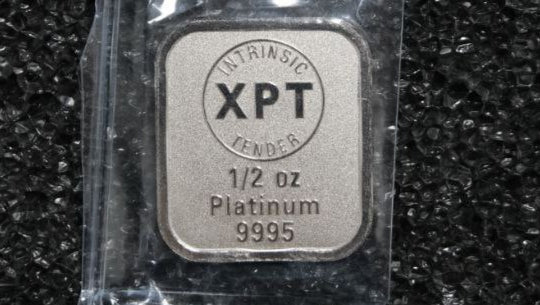 INTRINSIC
XPT
TENDER
1/2 oz
Platinum
9995